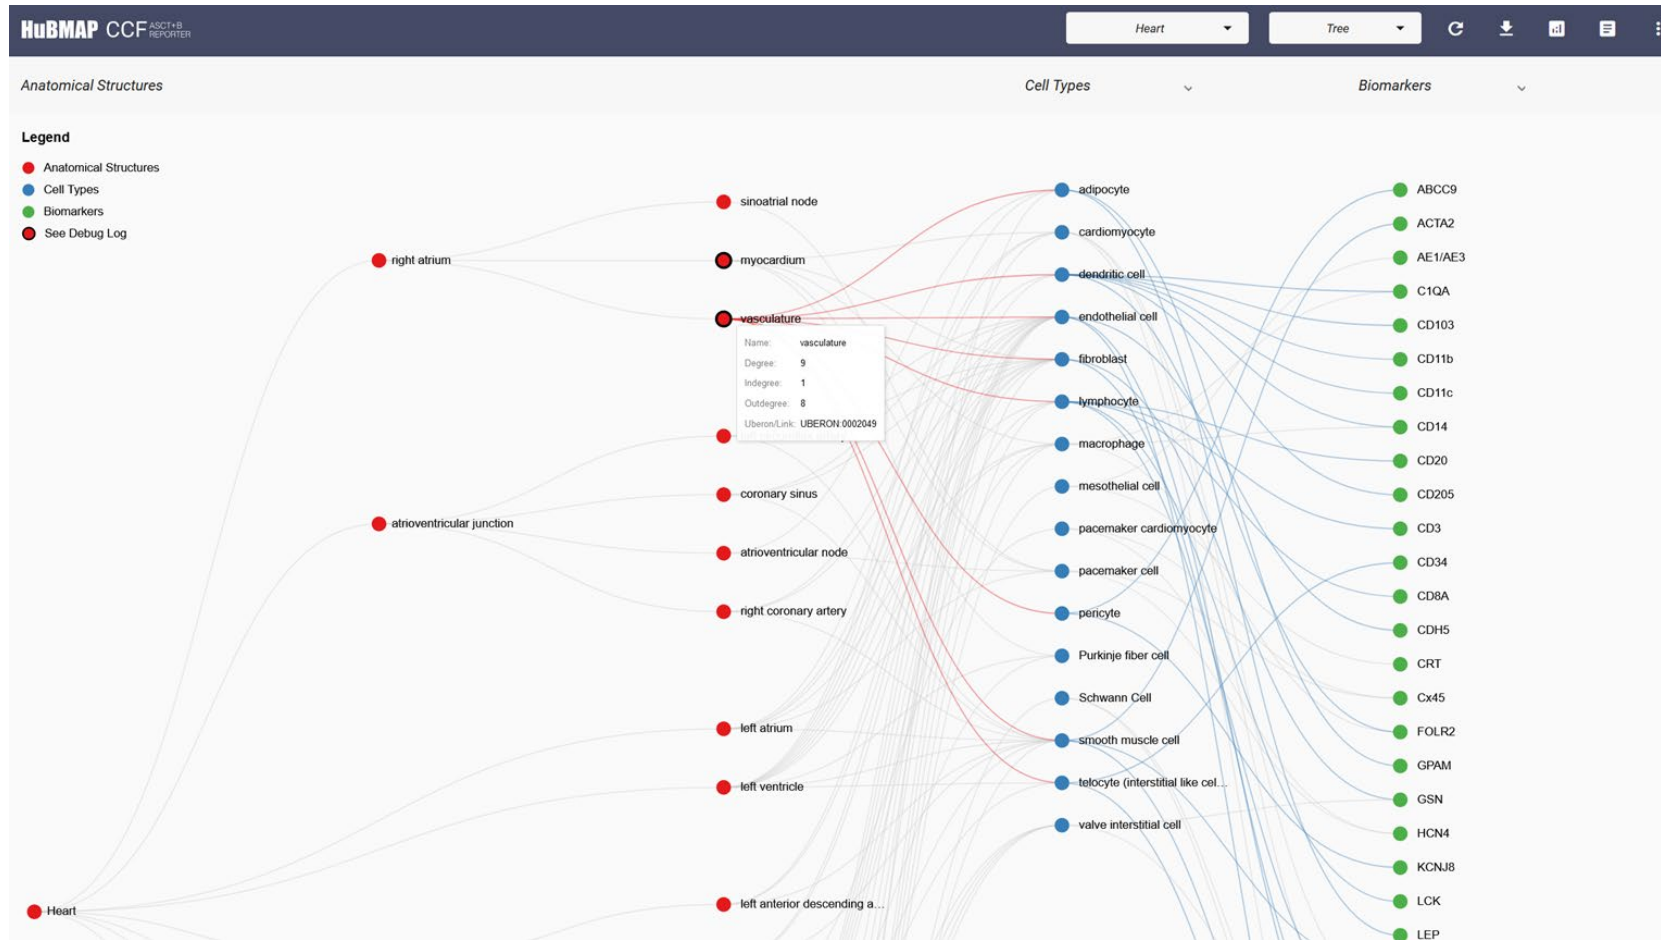 HuBMAP CCF ASCT+B REPORTER
Heart
Tree
Anatomical Structures
Cell Types
Biomarkers
Legend
Anatomical Structures
Cell Types
Biomarkers
See Debug Log
Heart
right atrium
atrioventricular junction
sinoatrial node
myocardium
vasculature
Name: vasculature
Degree: 9
Indegree: 1
Outdegree: 8
Uberon/Link: UBERON:0002049
coronary sinus
atrioventricular node
right coronary artery
left atrium
left ventricle
left anterior descending a...
adipocyte
cardiomyocyte
dendritic cell
endothelial cell
fibroblast
lymphocyte
macrophage
mesothelial cell
pacemaker cardiomyocyte
pacemaker cell
pericyte
Purkinje fiber cell
Schwann Cell
smooth muscle cell
telocyte (interstitial like cel...
valve interstitial cell
ABCC9
ACTA2
AE1/AE3
C1QA
CD103
CD11b
CD11c
CD14
CD20
CD205
CD3
CD34
CD8A
CDH5
CRT
Cx45
FOLR2
GPAM
GSN
HCN4
KCNJ8
LCK
LEP